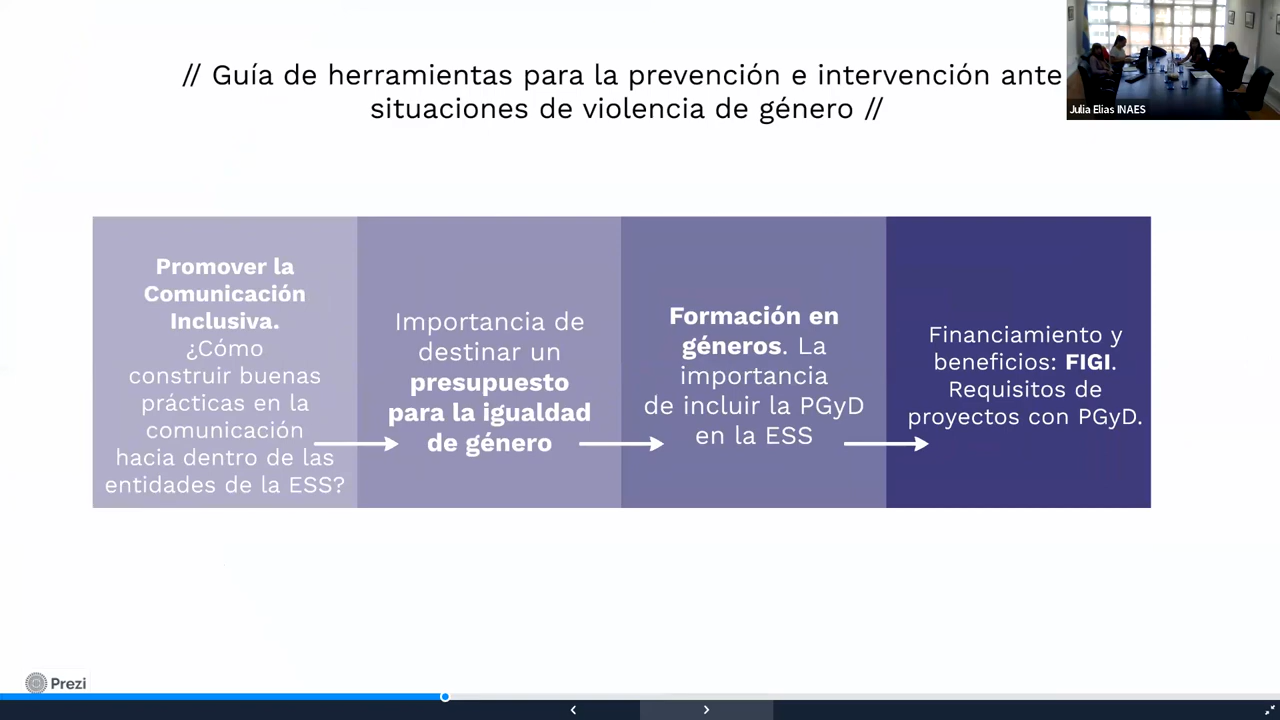 // Guía de herramientas para la prevención e intervención ante
situaciones de violencia de género //
Julia Elias INAES
Promover la
Comunicación
Inclusiva.
¿Cómo
construir buenas
prácticas en la
comunicación
hacia dentro de las
entidades de la ESS?
Importancia de
destinar un
presupuesto
para la igualdad
de género
Formación en
géneros. La
importancia
de incluir la PGyD
en la ESS
Financiamiento y
beneficios: FIGI.
Requisitos de
proyectos con PGyD.
Prezi